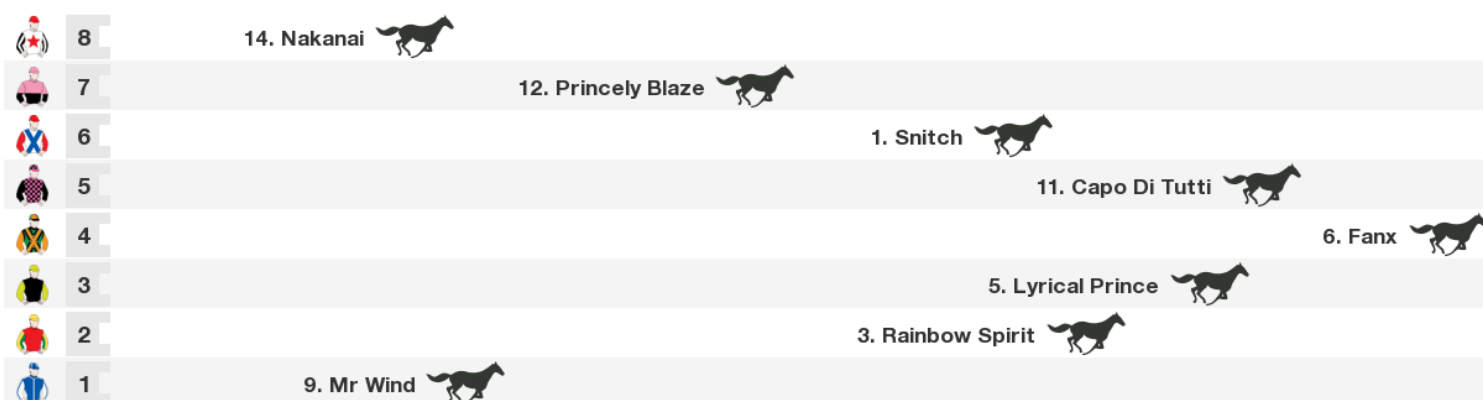 8 14. Nakanai
7 12. Princely Blaze
6 1. Snitch
5 11. Capo Di Tutti
4 6. Fanx
3 5. Lyrical Prince
2 3. Rainbow Spirit
1 9. Mr Wind